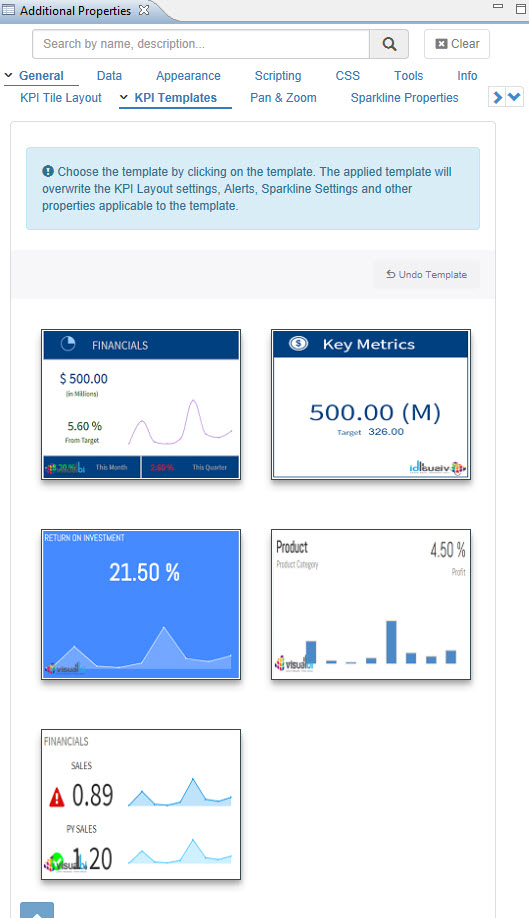 Additional Properties
Search by name, description...
Clear
General Data Appearance Scripting CSS Tools Info
KPI Tile Layout KPI Templates Pan & Zoom Sparkline Properties
Choose the template by clicking on the template. The applied template will
overwrite the KPI Layout settings, Alerts, Sparkline Settings and other
properties applicable to the template.
Undo Template
FINANCIALS
$ 500.00
(in Millions)
5.60 %
From Target
This Month
2.60 %
This Quarter
Key Metrics
500.00 (M)
Target 326.00
RETURN ON INVESTMENT
21.50 %
visual
Product
4.50 %
Product Category
Profit
visualbi
FINANCIALS
SALES
0.89
PY SALES
1.20